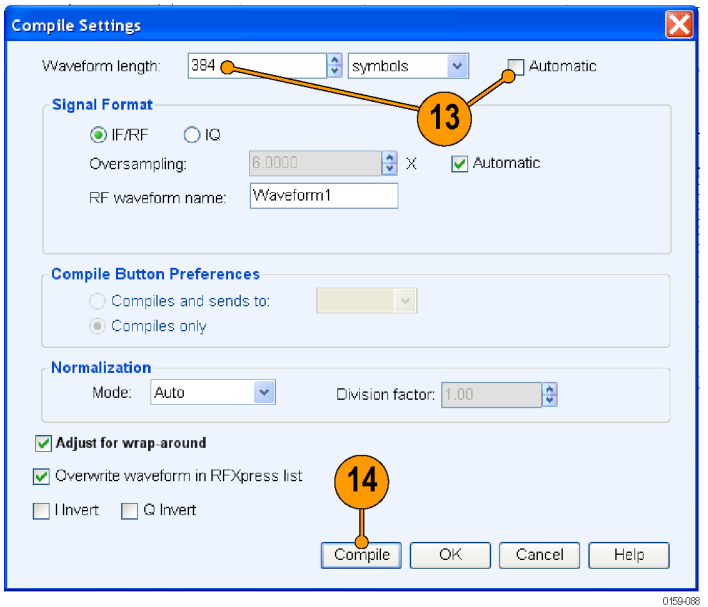 Compile Settings
Waveform length: 384 symbols Automatic
13
Signal Format
IF/RF IQ
Oversampling: 6.0000 X Automatic
RF waveform name: Waveform1
Compile Button Preferences
Compiles and sends to:
Compiles only
Normalization
Mode: Auto Division factor: 1.00
Adjust for wrap-around
Overwrite waveform in RFXpress list
14
I Invert Q Invert
Compile OK Cancel Help
0159-088